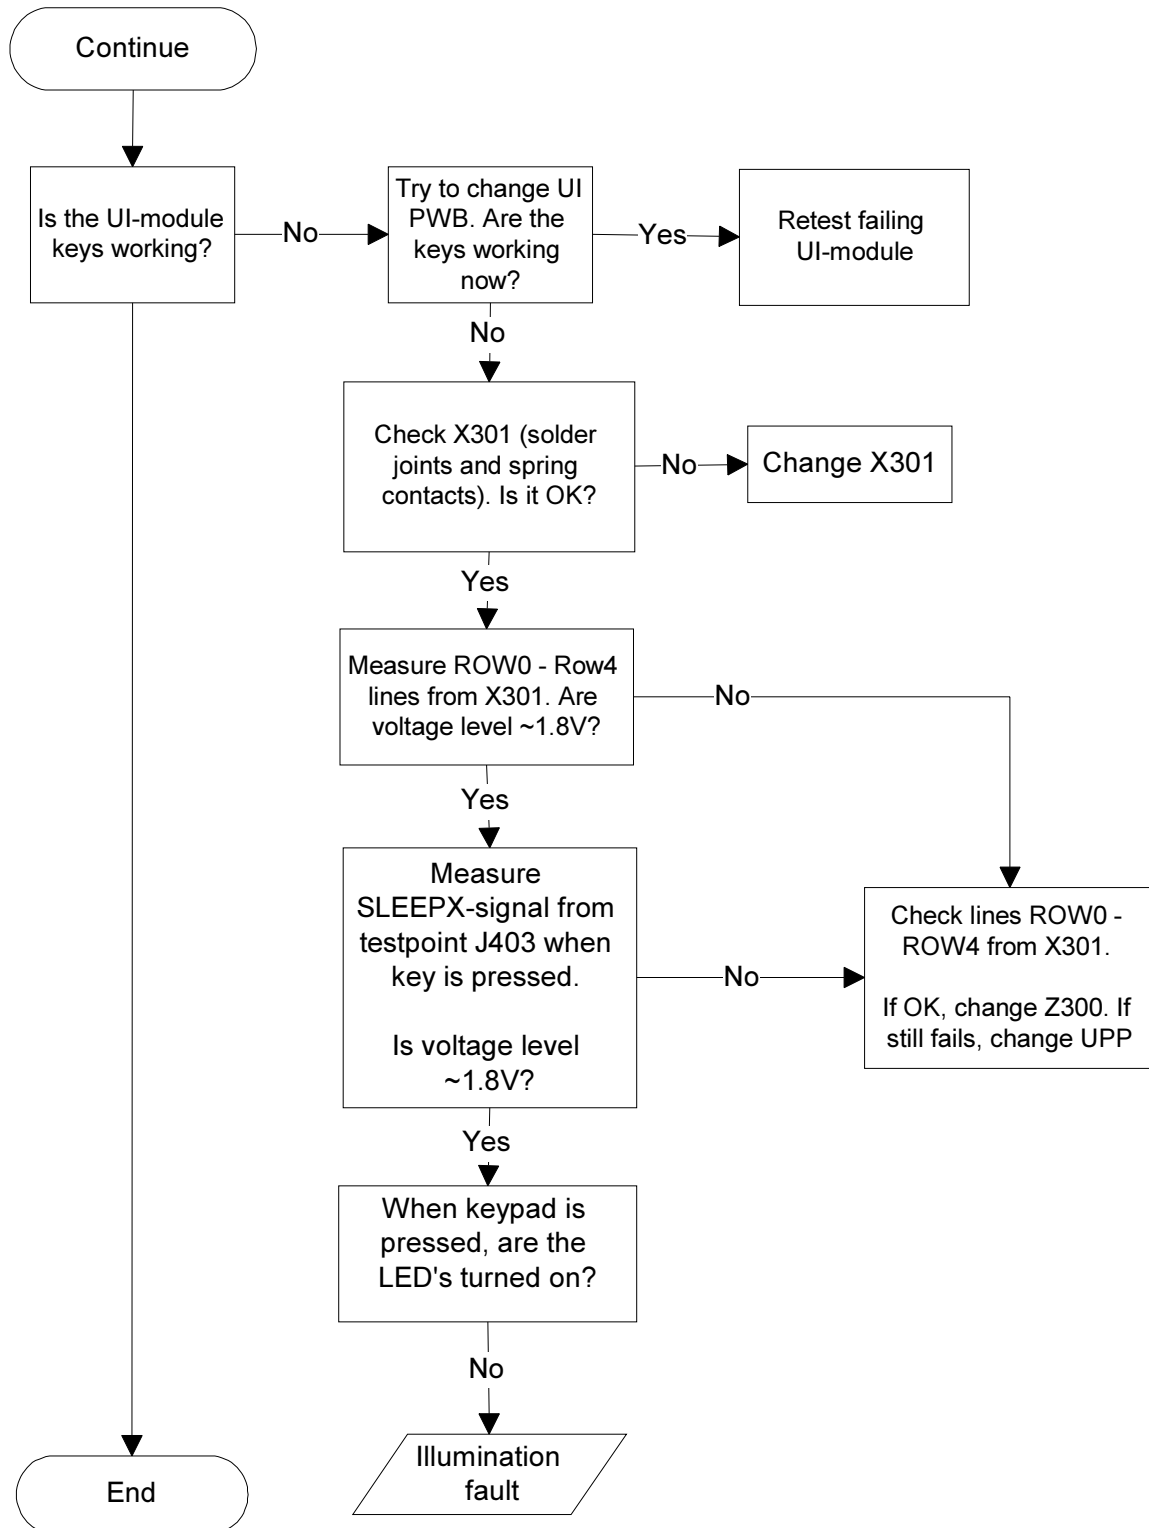 Continue
Is the UI-module
keys working?
No
Try to change UI
PWB. Are the
keys working
now?
Yes
Retest failing
UI-module
No
Check X301 (solder
joints and spring
contacts). Is it OK?
No
Change X301
Yes
Measure ROW0 - Row4
lines from X301. Are
voltage level ~1.8V?
No
Yes
Measure
SLEEPX-signal from
testpoint J403 when
key is pressed.
Is voltage level
~1.8V?
No
Check lines ROW0 -
ROW4 from X301.
If OK, change Z300. If
still fails, change UPP
Yes
When keypad is
pressed, are the
LED's turned on?
No
Illumination
fault
End